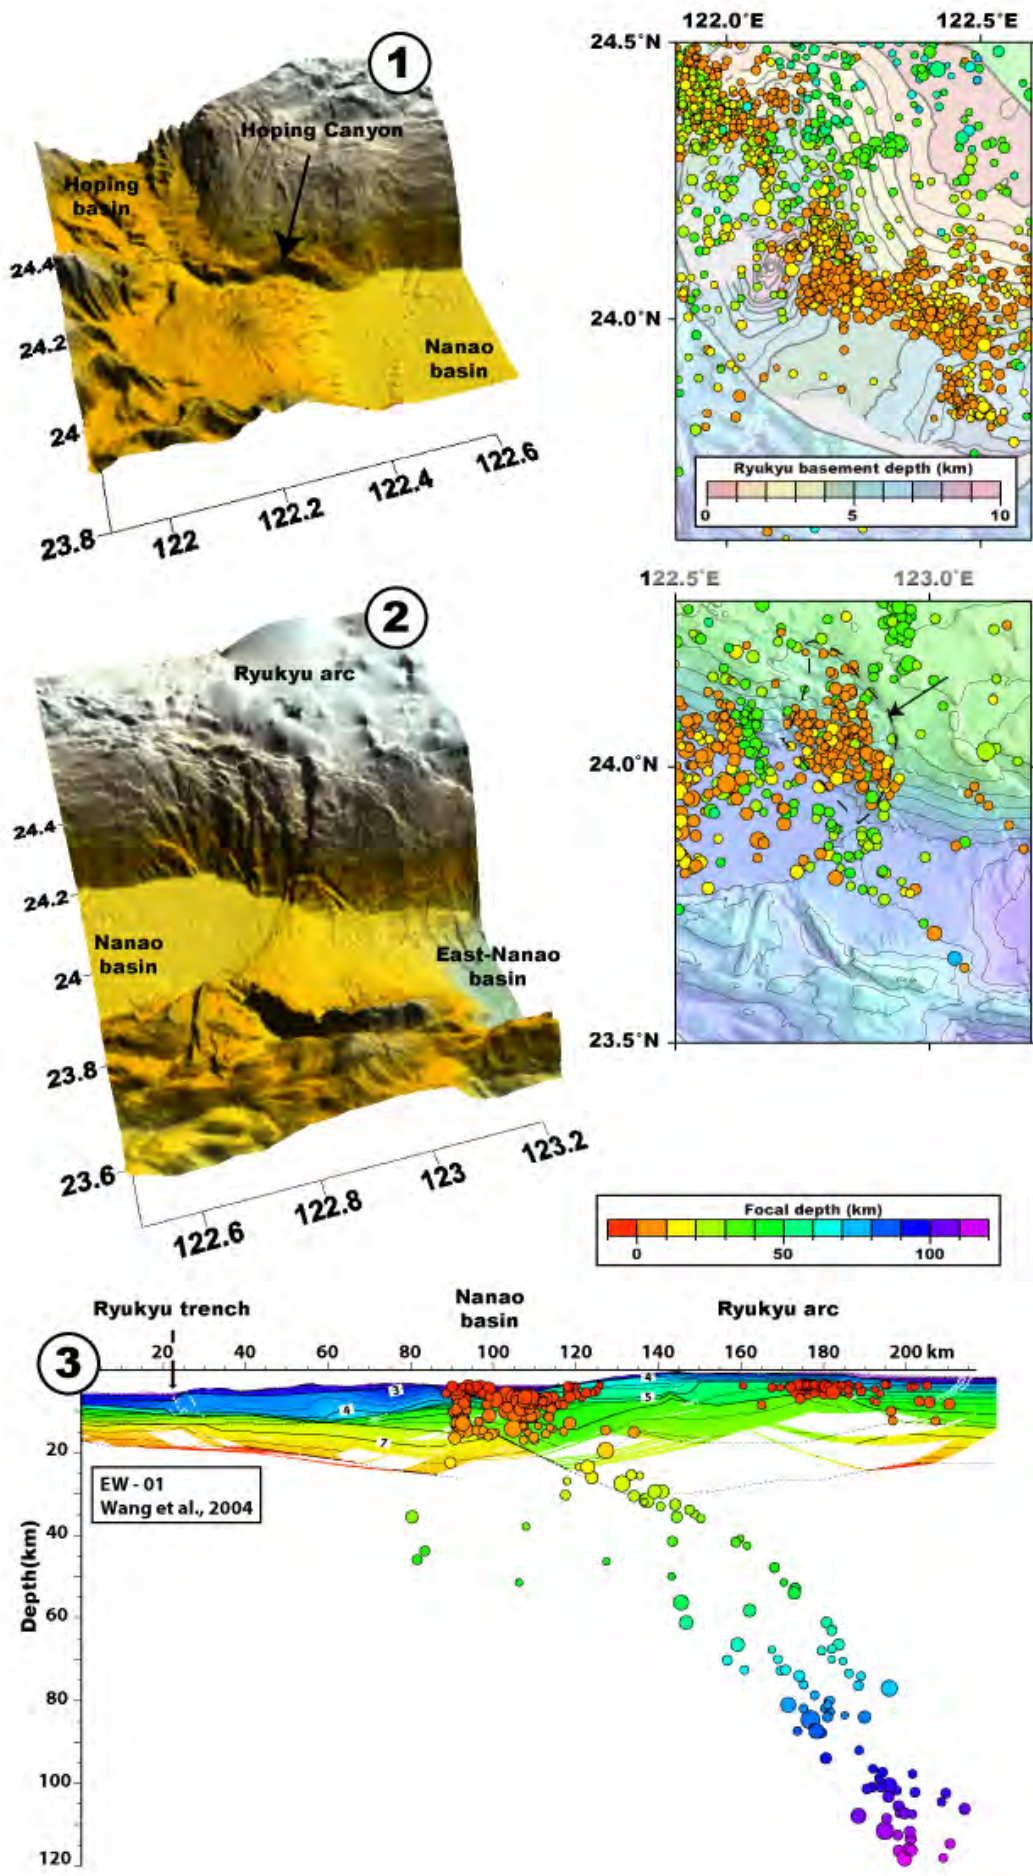 1
Hoping Canyon
Hoping
basin
24.4
24.2
24
23.8
122
122.2
122.4
122.6
Nanao
basin
122.0°E
122.5°E
24.5°N
24.0°N
Ryukyu basement depth (km)
0
5
10
2
Ryukyu arc
24.4
24.2
24
23.8
23.6
Nanao
basin
East-Nanao
basin
122.6
122.8
123
123.2
122.5°E
123.0°E
24.0°N
23.5°N
Focal depth (km)
0
50
100
Ryukyu trench
Nanao
basin
Ryukyu arc
3
20
40
60
80
100
120
140
160
180
200 km
3
4
7
4
5
EW - 01
Wang et al., 2004
Depth(km)
20
40
60
80
100
120